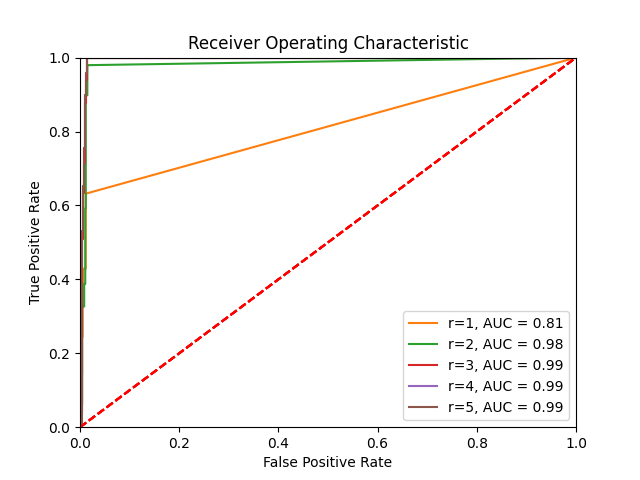 Receiver Operating Characteristic
True Positive Rate
1.0
0.8
0.6
0.4
0.2
0.0
r=1, AUC = 0.81
r=2, AUC = 0.98
r=3, AUC = 0.99
r=4, AUC = 0.99
r=5, AUC = 0.99
0.0 0.2 0.4 0.6 0.8 1.0
False Positive Rate